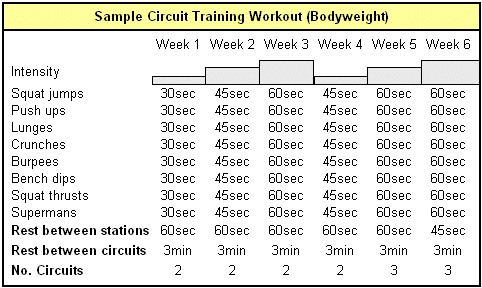 Sample Circuit Training Workout (Bodyweight)
Week 1 Week 2 Week 3 Week 4 Week 5 Week 6
Intensity
Squat jumps 30sec 45sec 60sec 45sec 60sec 60sec
Push ups 30sec 45sec 60sec 45sec 60sec 60sec
Lunges 30sec 45sec 60sec 45sec 60sec 60sec
Crunches 30sec 45sec 60sec 45sec 60sec 60sec
Burpees 30sec 45sec 60sec 45sec 60sec 60sec
Bench dips 30sec 45sec 60sec 45sec 60sec 60sec
Squat thrusts 30sec 45sec 60sec 45sec 60sec 60sec
Supermans 30sec 45sec 60sec 45sec 60sec 60sec
Rest between stations 60sec 60sec 60sec 60sec 60sec 45sec
Rest between circuits 3min 3min 3min 3min 3min 3min
No. Circuits 2 2 2 2 3 3